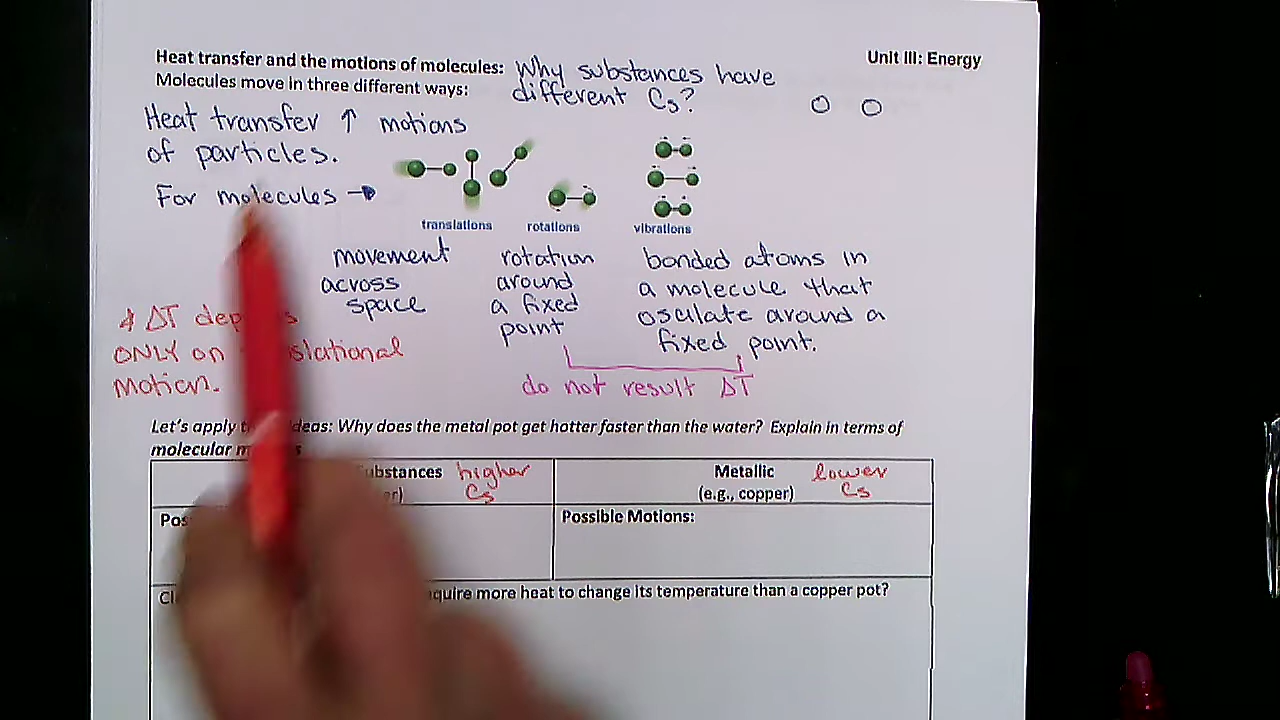 Heat transfer and the motions of molecules: Why substances have
Unit III: Energy
Molecules move in three different ways: different Cs?
Heat transfer ↑ motions
of particles.
For molecules →
translations rotations vibrations
movement
across
space
rotation
around
a fixed
point
bonded atoms in
a molecule that
oscilate around a
fixed point.
ΔT
ONLY on
Motion.
do not result ΔT
Let's apply Why does the metal pot get hotter faster than the water? Explain in terms of
molecular
higher
Cs
Metallic lower
(e.g., copper) Cs
Possible Motions:
more heat to change its temperature than a copper pot?